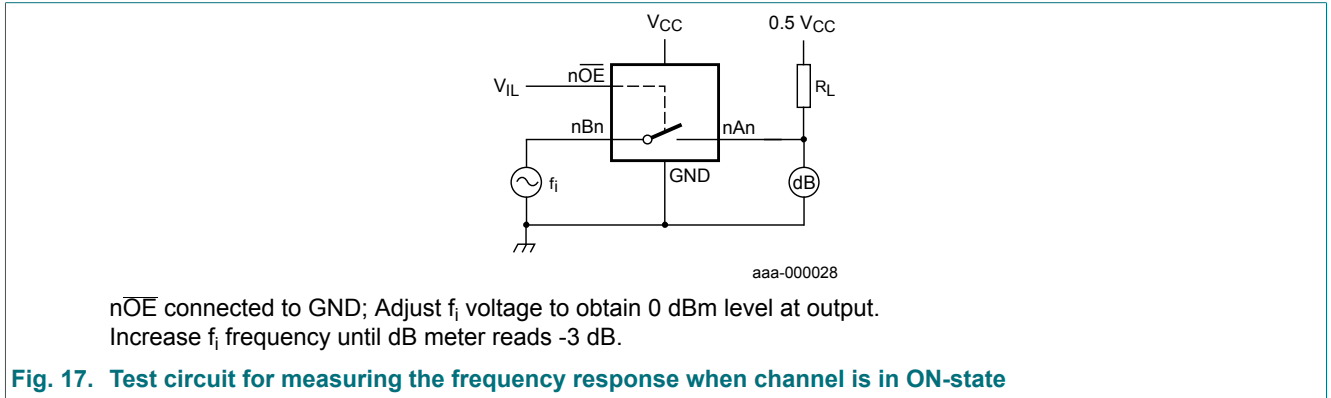 V_CC 0.5 V_CC
nO̅E̅
V_IL
R_L
nBn nAn
GND
f_i dB
aaa-000028
nO̅E̅ connected to GND; Adjust f_i voltage to obtain 0 dBm level at output.
Increase f_i frequency until dB meter reads -3 dB.
Fig. 17. Test circuit for measuring the frequency response when channel is in ON-state